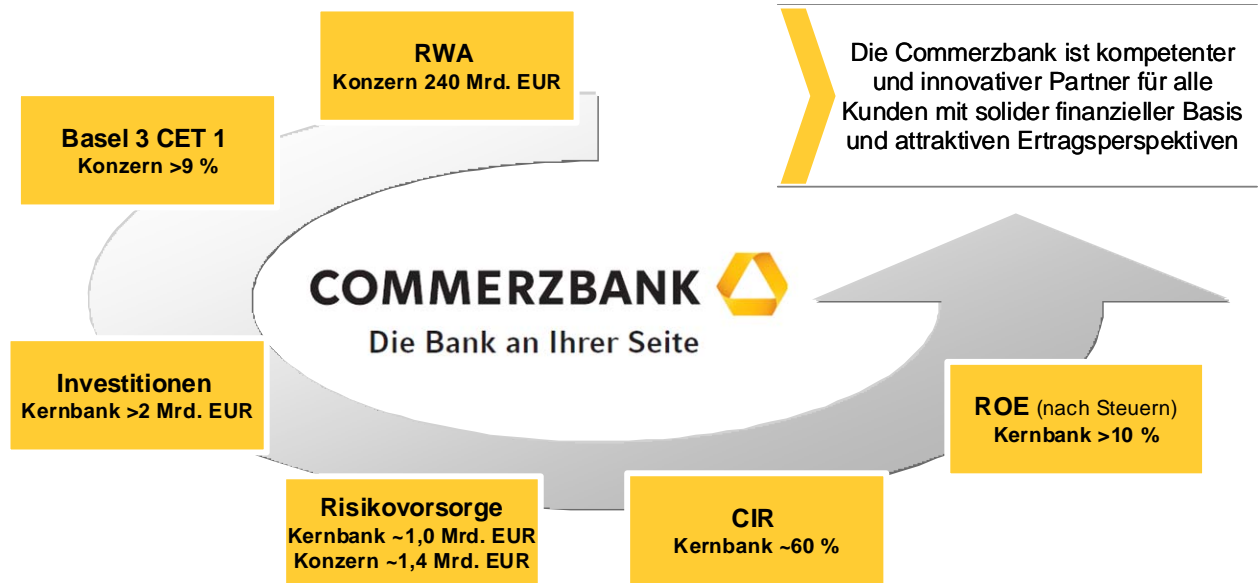 RWA
Konzern 240 Mrd. EUR
Die Commerzbank ist kompetenter
und innovativer Partner für alle
Kunden mit solider finanzieller Basis
und attraktiven Ertragsperspektiven
Basel 3 CET 1
Konzern >9 %
COMMERZBANK
Die Bank an Ihrer Seite
Investitionen
Kernbank >2 Mrd. EUR
ROE (nach Steuern)
Kernbank >10 %
Risikovorsorge
Kernbank ~1,0 Mrd. EUR
Konzern ~1,4 Mrd. EUR
CIR
Kernbank ~60 %